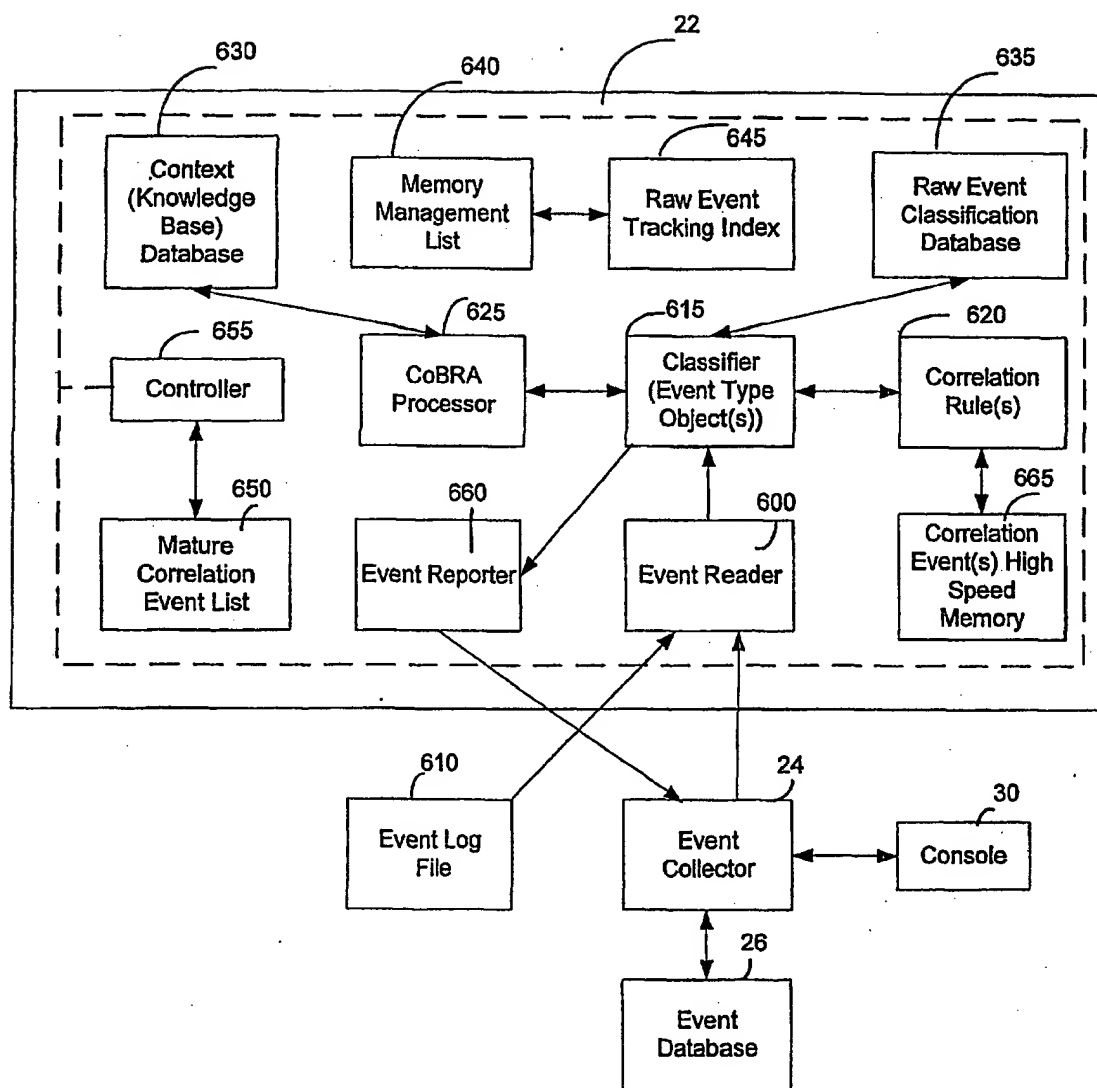 22
630
640
635
645
Context
(Knowledge
Base)
Database
Memory
Management
List
Raw Event
Tracking Index
Raw Event
Classification
Database
655
625
615
620
Controller
CoBRA
Processor
Classifier
(Event Type
Object(s))
Correlation
Rule(s)
650
660
600
665
Mature
Correlation
Event List
Event Reporter
Event Reader
Correlation
Event(s) High
Speed
Memory
610
24
30
Event Log
File
Event
Collector
Console
26
Event
Database